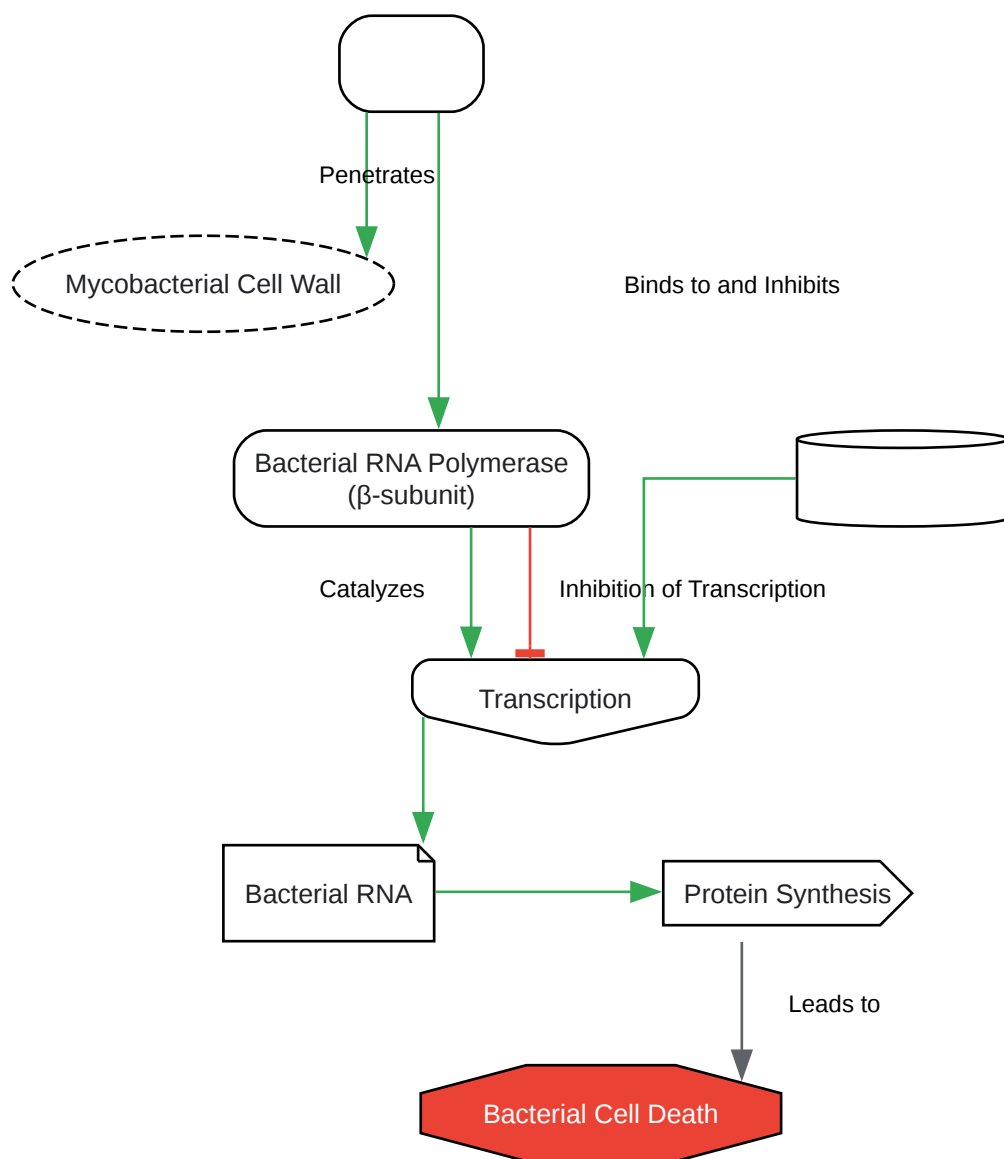 Penetrates
Mycobacterial Cell Wall
Binds to and Inhibits
Bacterial RNA Polymerase
(β-subunit)
Catalyzes
Inhibition of Transcription
Transcription
Bacterial RNA
Protein Synthesis
Leads to
Bacterial Cell Death